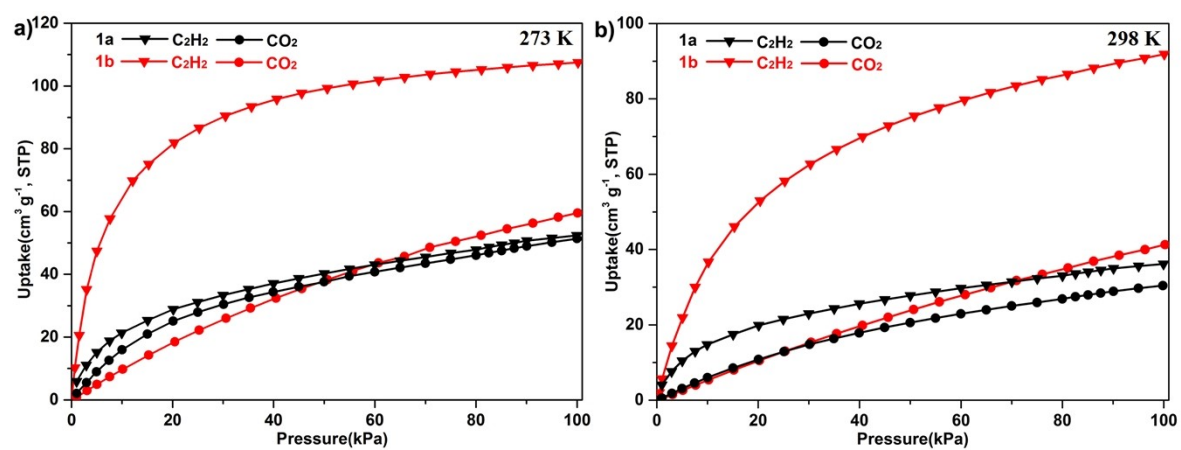 a)
120
100
80
60
40
20
0
Uptake(cm³ g⁻¹, STP)
1a C₂H₂ CO₂
1b C₂H₂ CO₂
273 K
0 20 40 60 80 100
Pressure(kPa)
b)
100
80
60
40
20
0
Uptake(cm³ g⁻¹, STP)
1a C₂H₂ CO₂
1b C₂H₂ CO₂
298 K
0 20 40 60 80 100
Pressure(kPa)